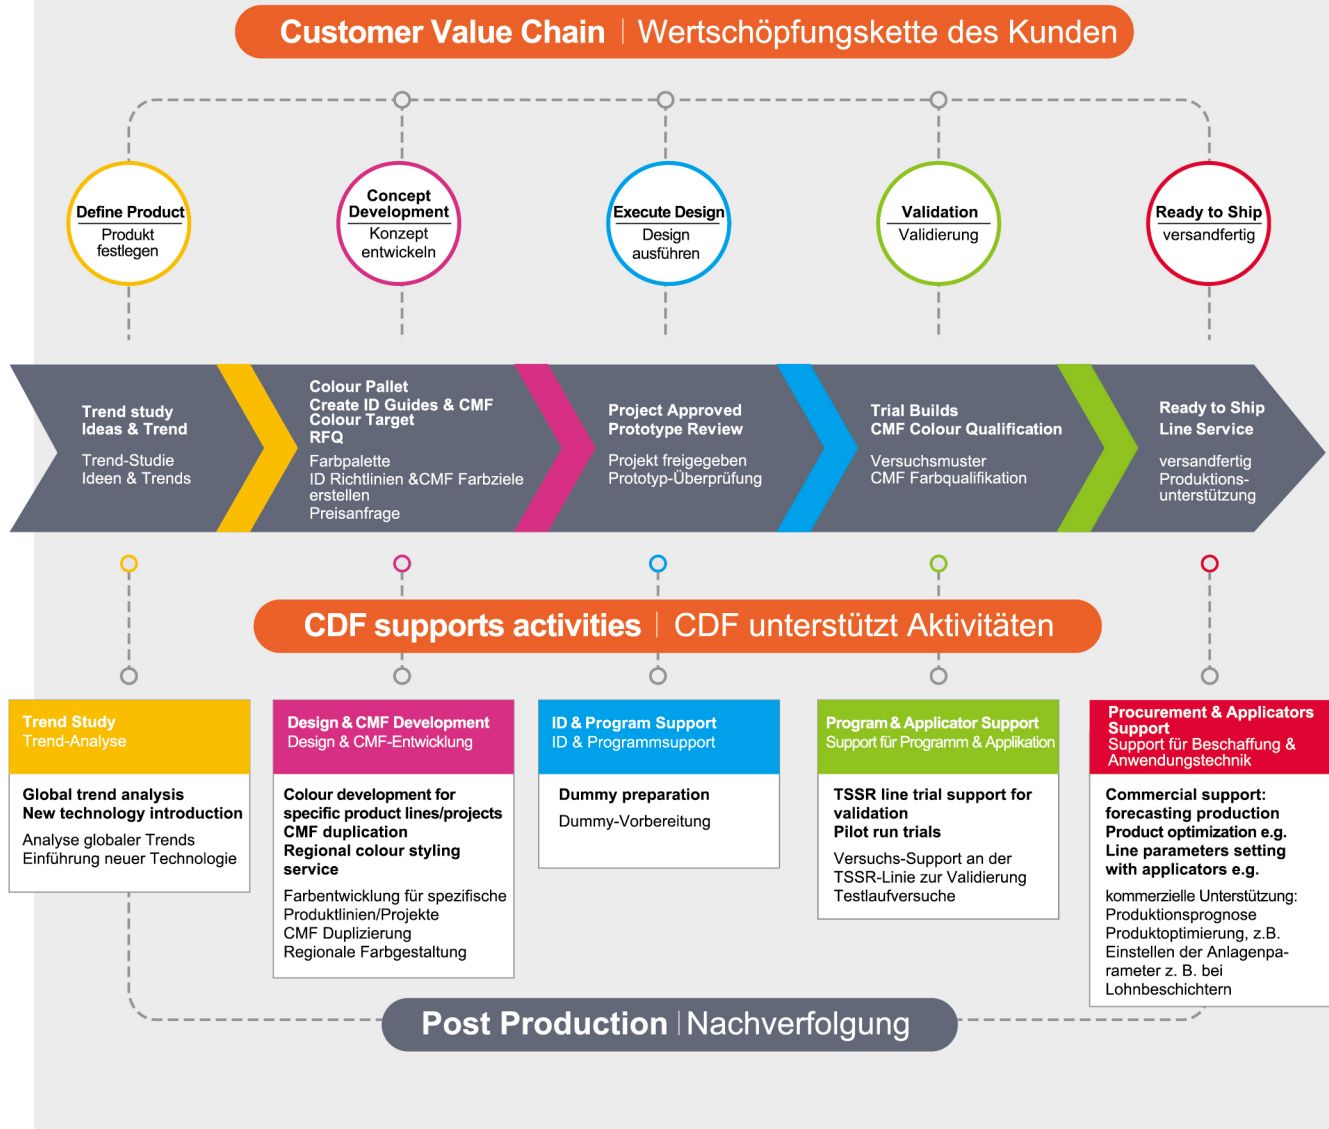 Customer Value Chain | Wertschöpfungskette des Kunden
Define Product
Produkt
festlegen
Concept
Development
Konzept
entwickeln
Execute Design
Design
ausführen
Validation
Validierung
Ready to Ship
versandfertig
Trend study
Ideas & Trend
Trend-Studie
Ideen & Trends
Colour Pallet
Create ID Guides & CMF
Colour Target
RFQ
Farbpalette
ID Richtlinien &CMF Farbziele
erstellen
Preisanfrage
Project Approved
Prototype Review
Projekt freigegeben
Prototyp-Überprüfung
Trial Builds
CMF Colour Qualification
Versuchsmuster
CMF Farbqualifikation
Ready to Ship
Line Service
versandfertig
Produktions-
unterstützung
CDF supports activities | CDF unterstützt Aktivitäten
Trend Study
Trend-Analyse
Global trend analysis
New technology introduction
Analyse globaler Trends
Einführung neuer Technologie
Design & CMF Development
Design & CMF-Entwicklung
Colour development for
specific product lines/projects
CMF duplication
Regional colour styling
service
Farbentwicklung für spezifische
Produktlinien/Projekte
CMF Duplizierung
Regionale Farbgestaltung
ID & Program Support
ID & Programmsupport
Dummy preparation
Dummy-Vorbereitung
Program & Applicator Support
Support für Programm & Applikation
TSSR line trial support for
validation
Pilot run trials
Versuchs-Support an der
TSSR-Linie zur Validierung
Testlaufversuche
Procurement & Applicators
Support
Support für Beschaffung &
Anwendungstechnik
Commercial support:
forecasting production
Product optimization e.g.
Line parameters setting
with applicators e.g.
kommerzielle Unterstützung:
Produktionsprognose
Produktoptimierung, z.B.
Einstellen der Anlagenpa-
rameter z. B. bei
Lohnbeschichtern
Post Production | Nachverfolgung